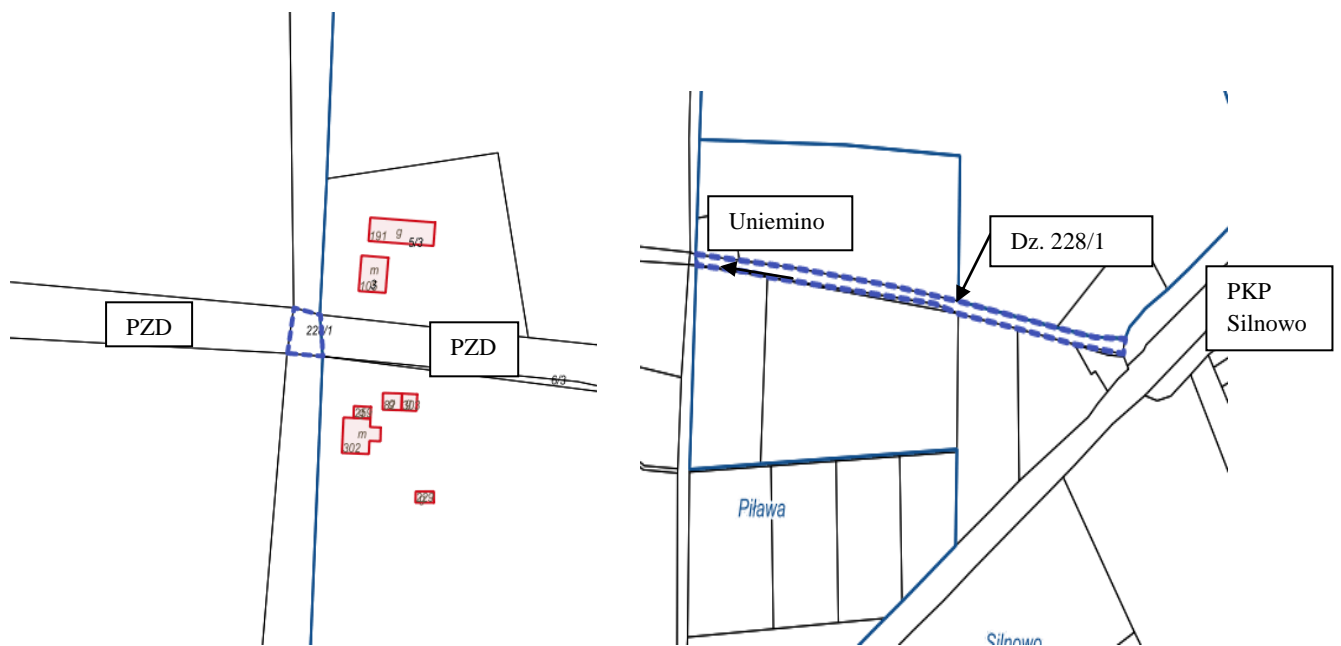 191
g
5/3
m
PZD
228/1
PZD
6/3
m
302
Uniemino
Dz. 228/1
PKP
Silnowo
Piława
Silnowo